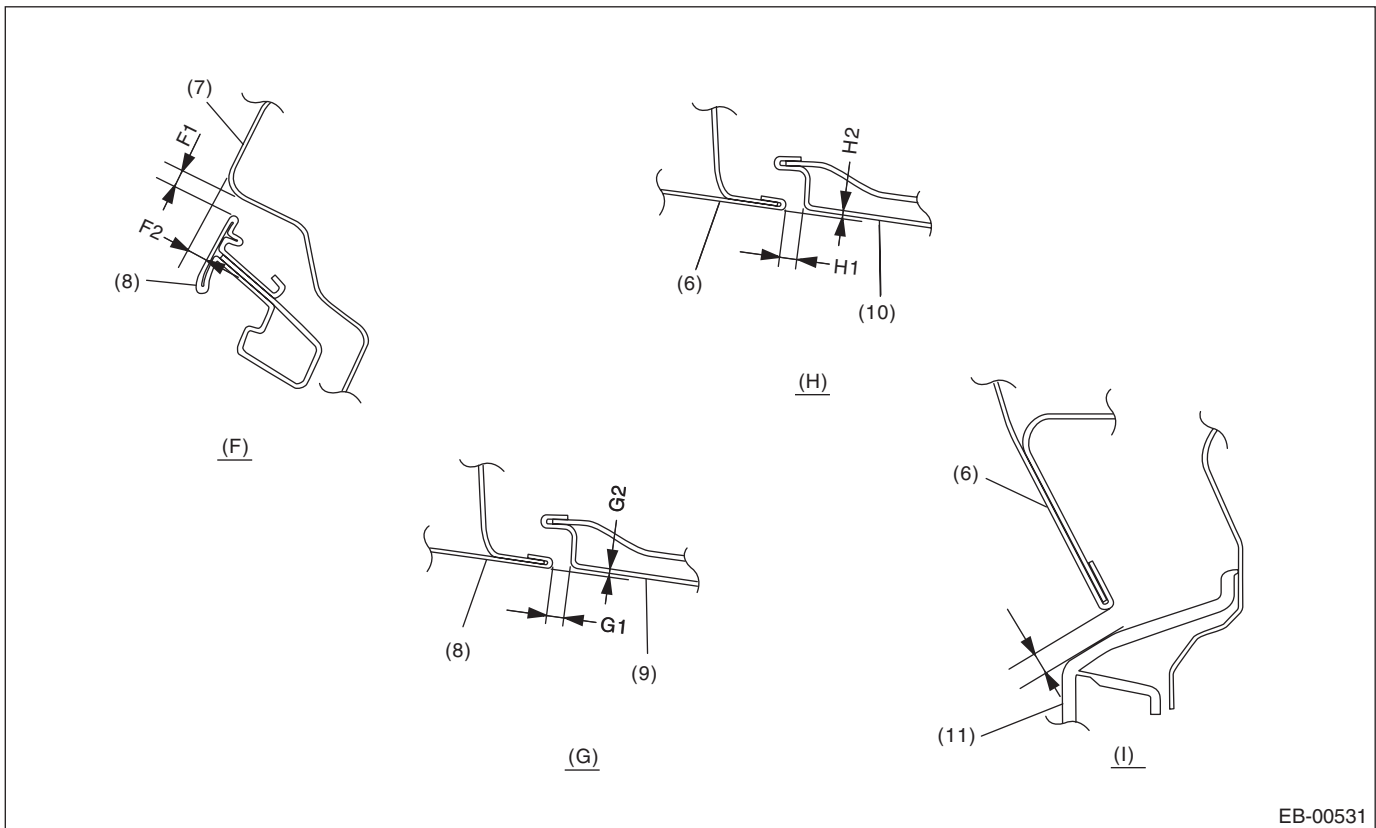 (7)
F1
F2
(8)
(F)
H2
H1
(6)
(10)
(H)
G2
G1
(8)
(9)
(G)
(6)
(11)
(I)
EB-00531